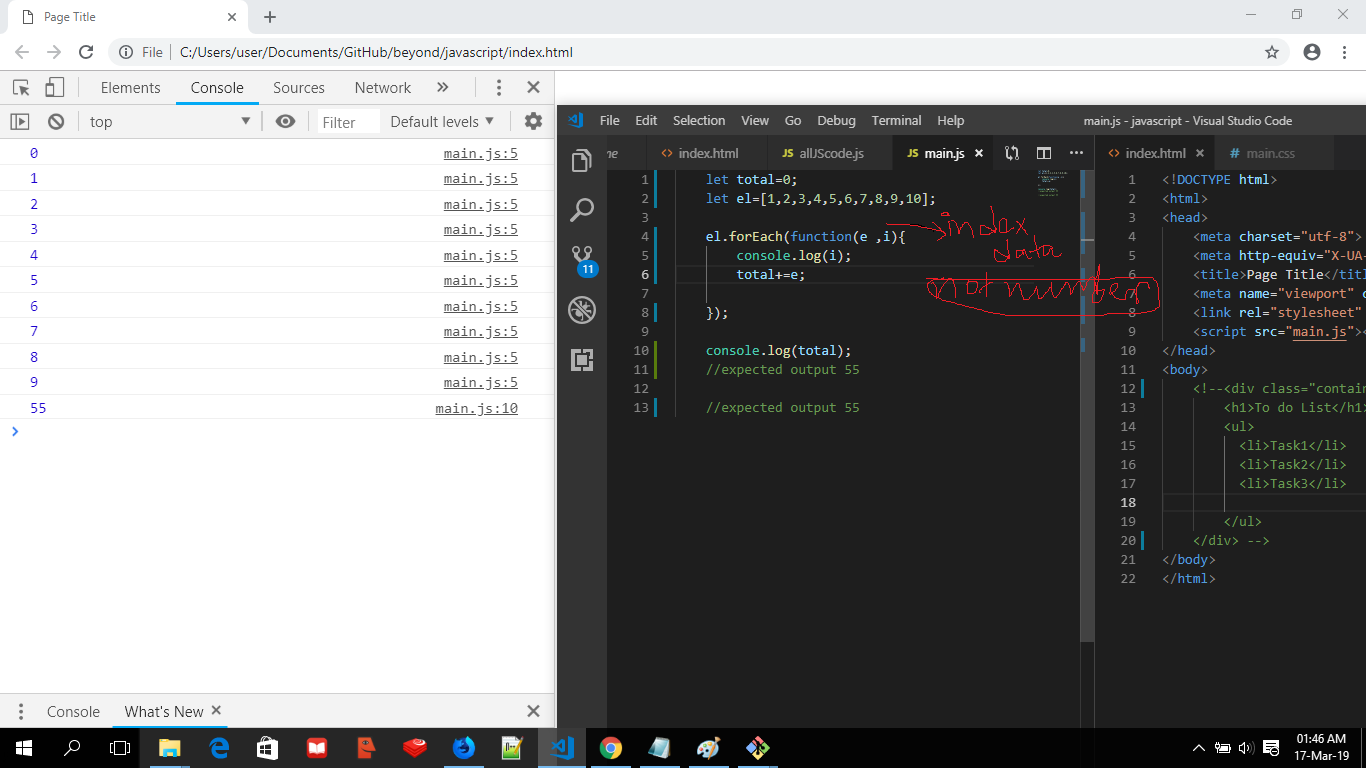 Page Title
File C:/Users/user/Documents/GitHub/beyond/javascript/index.html
Elements Console Sources Network
top Filter Default levels
0 main.js:5
1 main.js:5
2 main.js:5
3 main.js:5
4 main.js:5
5 main.js:5
6 main.js:5
7 main.js:5
8 main.js:5
9 main.js:5
55 main.js:10
Console What's New
File Edit Selection View Go Debug Terminal Help main.js - javascript - Visual Studio Code
me index.html JS allJScode.js JS main.js
11
1 let total=0;
2 let el=[1,2,3,4,5,6,7,8,9,10];
3
4 el.forEach(function(e ,i){
5 console.log(i);
6 total+=e;
7
8 });
9
10 console.log(total);
11 //expected output 55
12
13 //expected output 55
index
data
not number
index.html # main.css
1 <!DOCTYPE html>
2 <html>
3 <head>
4 <meta charset="utf-8">
5 <meta http-equiv="X-UA-
6 <title>Page Title</titl
7 <meta name="viewport" c
8 <link rel="stylesheet"
9 <script src="main.js"><
10 </head>
11 <body>
12 <!--<div class="contain
13 <h1>To do List</h1>
14 <ul>
15 <li>Task1</li>
16 <li>Task2</li>
17 <li>Task3</li>
18
19 </ul>
20 </div> -->
21 </body>
22 </html>
01:46 AM
17-Mar-19